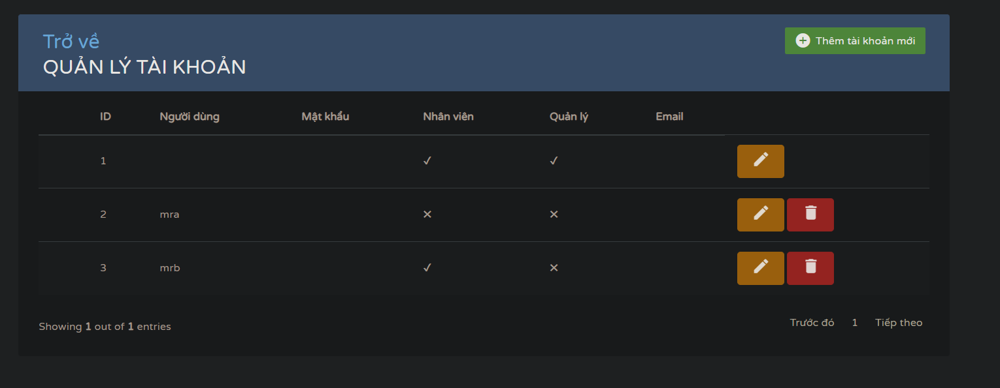 Trở về
Thêm tài khoản mới
QUẢN LÝ TÀI KHOẢN
ID Người dùng Mật khẩu Nhân viên Quản lý Email
1 ✓ ✓
2 mra ✕ ✕
3 mrb ✓ ✕
Showing 1 out of 1 entries
Trước đó 1 Tiếp theo